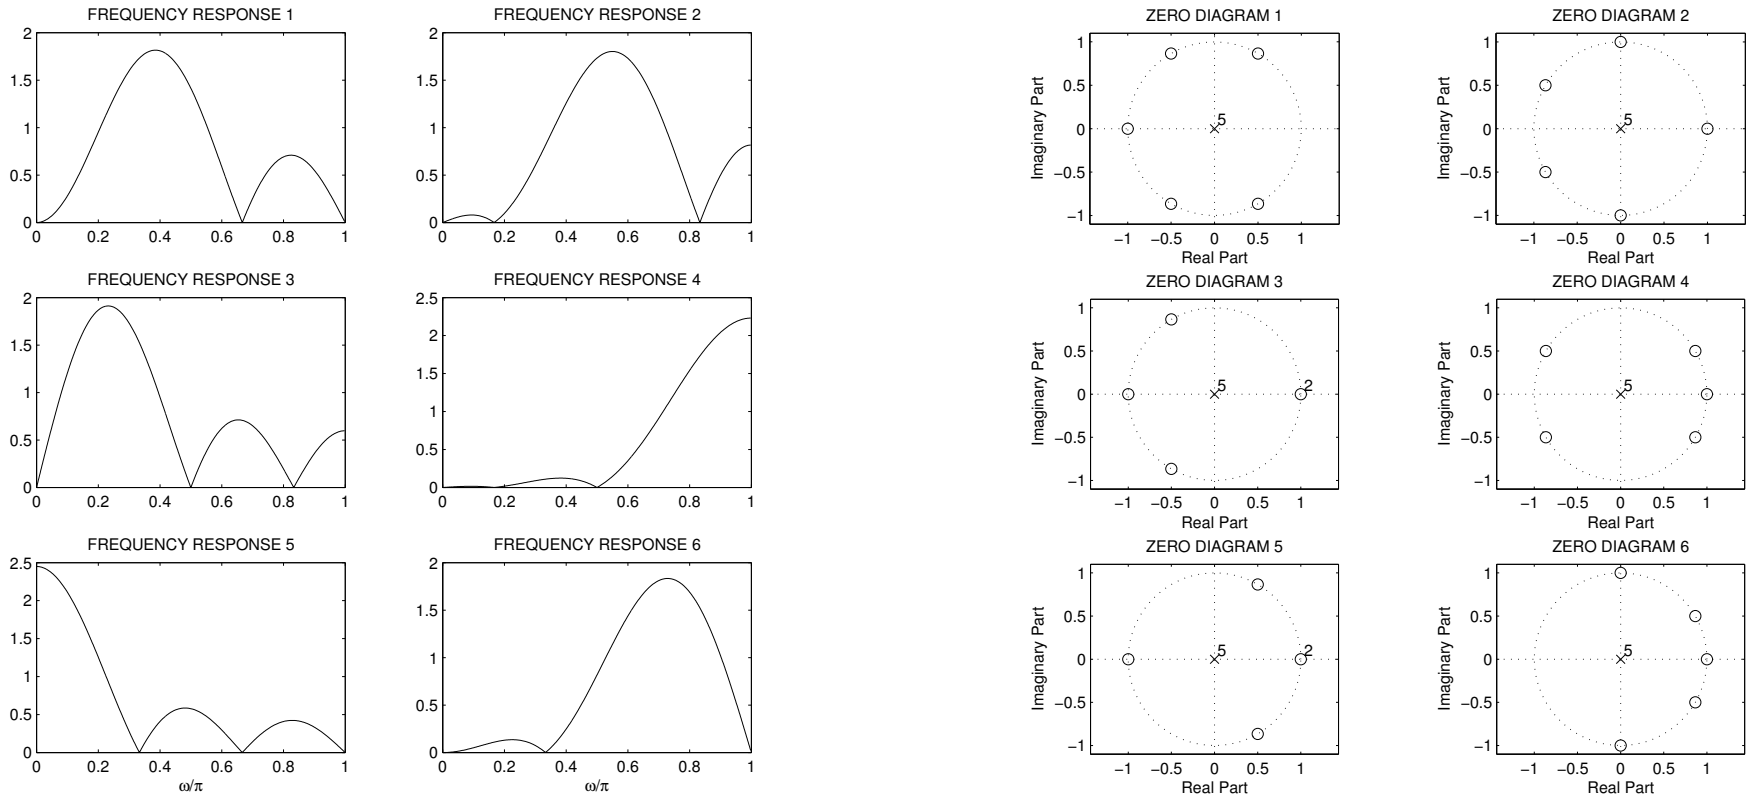 FREQUENCY RESPONSE 1
2
1.5
1
0.5
0
0 0.2 0.4 0.6 0.8 1
FREQUENCY RESPONSE 2
2
1.5
1
0.5
0
0 0.2 0.4 0.6 0.8 1
FREQUENCY RESPONSE 3
2
1.5
1
0.5
0
0 0.2 0.4 0.6 0.8 1
FREQUENCY RESPONSE 4
2.5
2
1.5
1
0.5
0
0 0.2 0.4 0.6 0.8 1
FREQUENCY RESPONSE 5
2.5
2
1.5
1
0.5
0
0 0.2 0.4 0.6 0.8 1
ω/π
FREQUENCY RESPONSE 6
2
1.5
1
0.5
0
0 0.2 0.4 0.6 0.8 1
ω/π
ZERO DIAGRAM 1
Imaginary Part
1
0.5
0
−0.5
−1
5
−1 −0.5 0 0.5 1
Real Part
ZERO DIAGRAM 2
Imaginary Part
1
0.5
0
−0.5
−1
5
−1 −0.5 0 0.5 1
Real Part
ZERO DIAGRAM 3
Imaginary Part
1
0.5
0
−0.5
−1
5
2
−1 −0.5 0 0.5 1
Real Part
ZERO DIAGRAM 4
Imaginary Part
1
0.5
0
−0.5
−1
5
−1 −0.5 0 0.5 1
Real Part
ZERO DIAGRAM 5
Imaginary Part
1
0.5
0
−0.5
−1
5
2
−1 −0.5 0 0.5 1
Real Part
ZERO DIAGRAM 6
Imaginary Part
1
0.5
0
−0.5
−1
5
−1 −0.5 0 0.5 1
Real Part